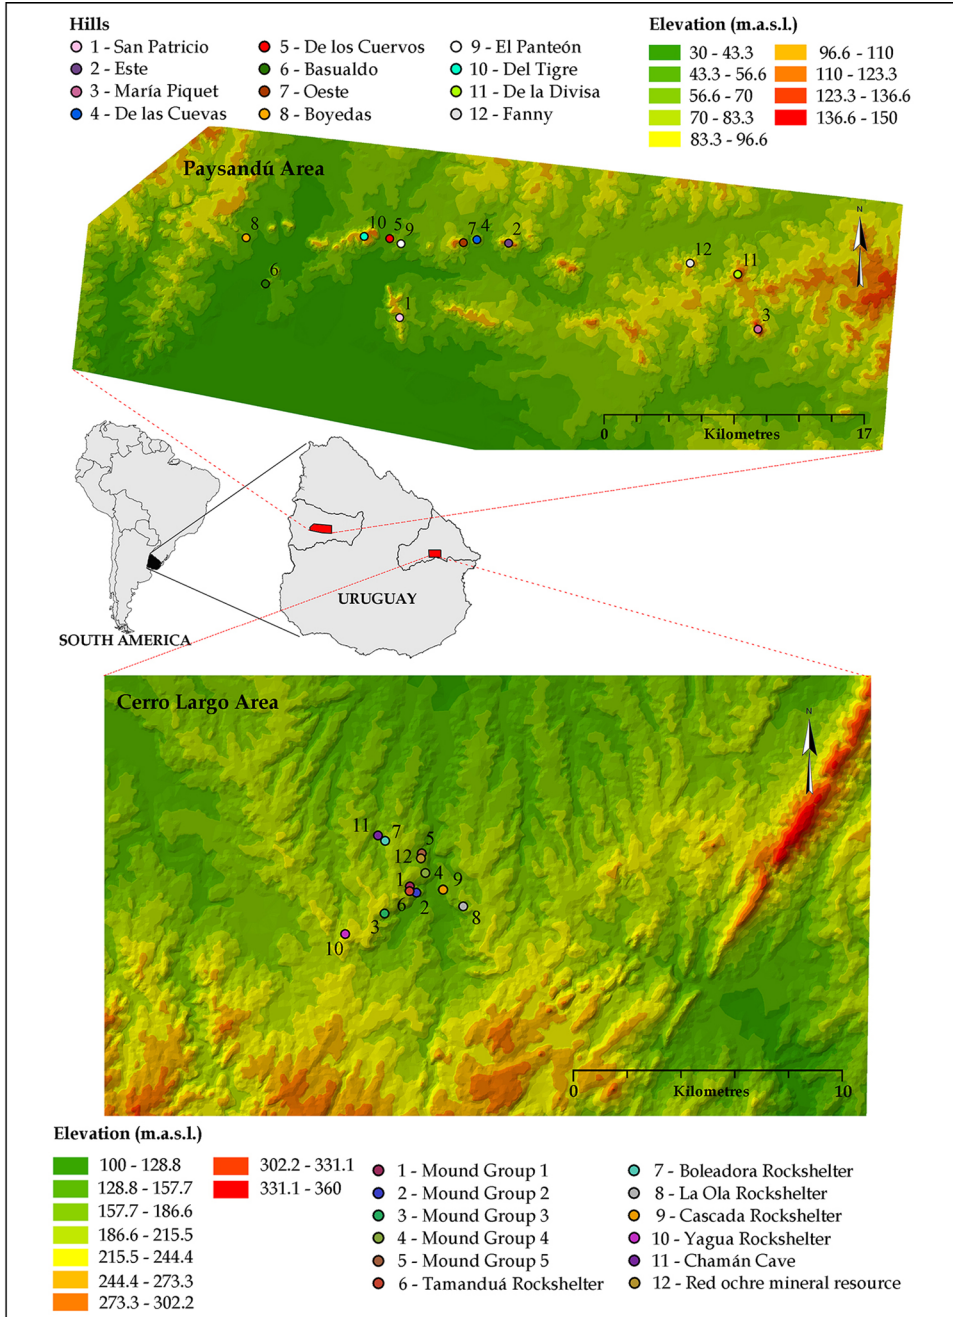 Hills
1 - San Patricio
2 - Este
3 - María Piquet
4 - De las Cuevas
5 - De los Cuervos
6 - Basualdo
7 - Oeste
8 - Boyedas
9 - El Panteón
10 - Del Tigre
11 - De la Divisa
12 - Fanny
Elevation (m.a.s.l.)
30 - 43.3
43.3 - 56.6
56.6 - 70
70 - 83.3
83.3 - 96.6
96.6 - 110
110 - 123.3
123.3 - 136.6
136.6 - 150
Paysandú Area
N
8
10
5
9
7
4
2
12
11
6
1
3
0
Kilometres
17
SOUTH AMERICA
URUGUAY
Cerro Largo Area
N
11
7
5
12
4
1
9
6
2
8
3
10
0
Kilometres
10
Elevation (m.a.s.l.)
100 - 128.8
128.8 - 157.7
157.7 - 186.6
186.6 - 215.5
215.5 - 244.4
244.4 - 273.3
273.3 - 302.2
302.2 - 331.1
331.1 - 360
1 - Mound Group 1
2 - Mound Group 2
3 - Mound Group 3
4 - Mound Group 4
5 - Mound Group 5
6 - Tamanduá Rockshelter
7 - Boleadora Rockshelter
8 - La Ola Rockshelter
9 - Cascada Rockshelter
10 - Yagua Rockshelter
11 - Chamán Cave
12 - Red ochre mineral resource